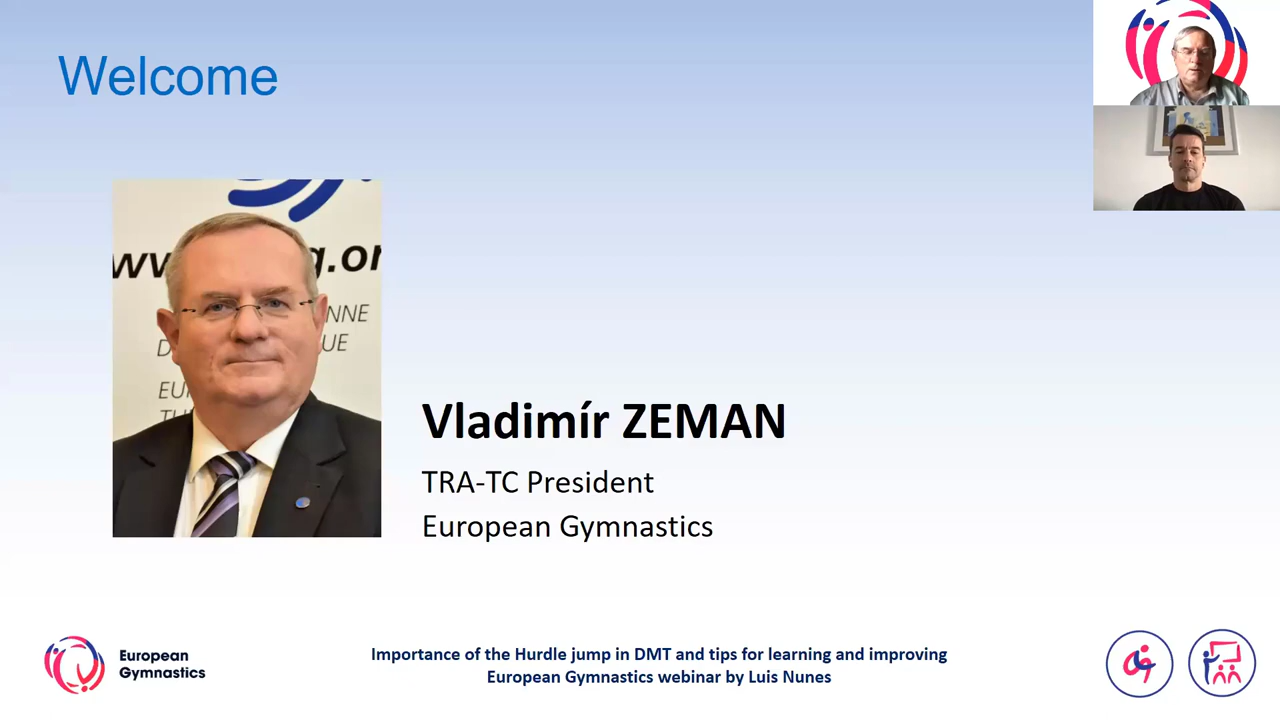 Welcome
Vladimír ZEMAN
TRA-TC President
European Gymnastics
European
Gymnastics
Importance of the Hurdle jump in DMT and tips for learning and improving
European Gymnastics webinar by Luis Nunes